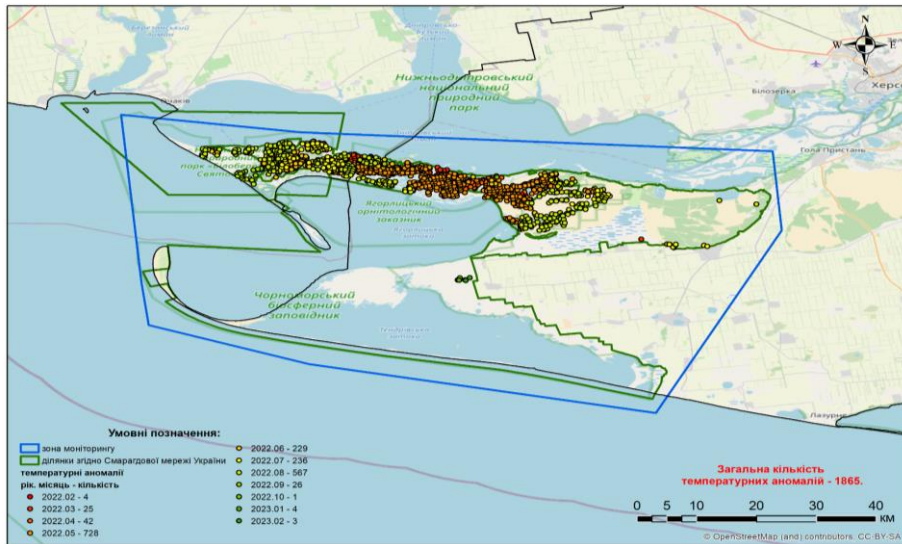 Нижньодніпровський
національний
природний
парк
Білозерка
Херсо
Гола Пристань
Очаків
Ягорлицький
орнітологічний
заказник
Чорноморський
біосферний
заповідник
Тендрівська
затока
Лазурне
N
W E
S
Умовні позначення:
зона моніторингу
ділянки згідно Смарагдової мережі України
температурні аномалії
рік. місяць - кількість
2022.02 - 4
2022.03 - 25
2022.04 - 42
2022.05 - 728
2022.06 - 229
2022.07 - 236
2022.08 - 567
2022.09 - 26
2022.10 - 1
2023.01 - 4
2023.02 - 3
Загальна кількість
температурних аномалій - 1865.
0 5 10 20 30 40
КМ
© OpenStreetMap (and) contributors, CC-BY-SA